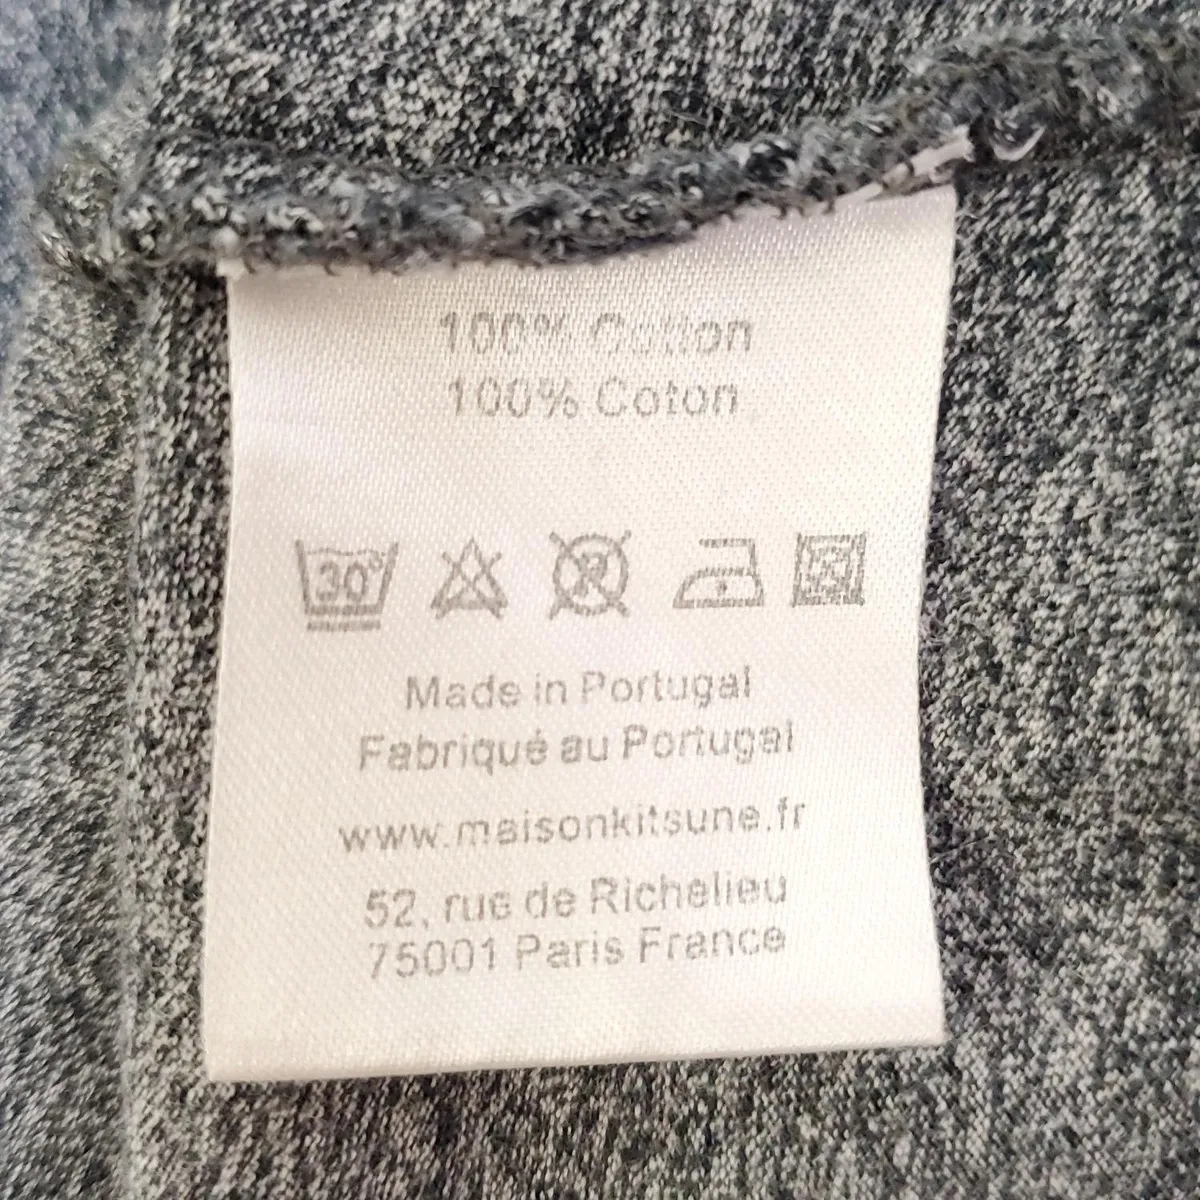 100% Cotton
100% Coton
30°
Made in Portugal
Fabriqué au Portugal
www.maisonkitsune.fr
52, rue de Richelieu
75001 Paris France